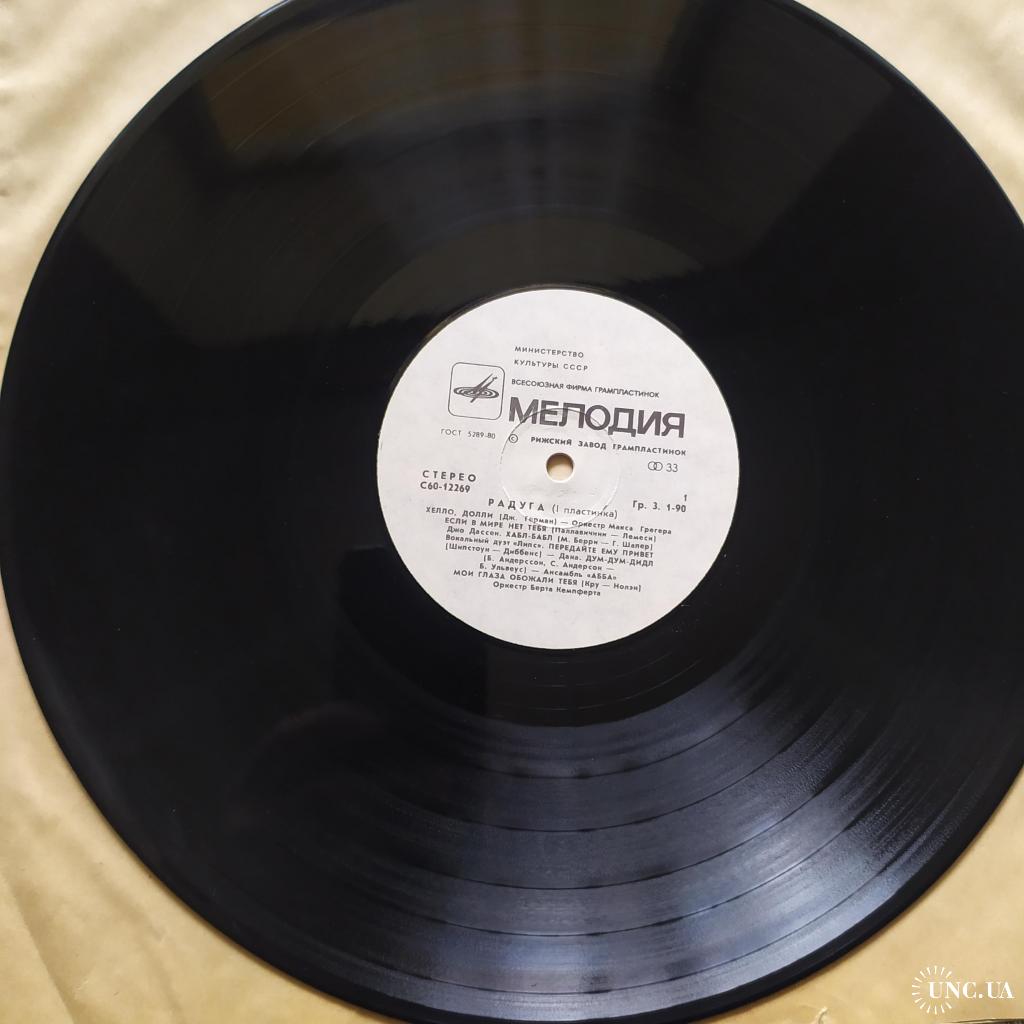 МИНИСТЕРСТВО
КУЛЬТУРЫ СССР
ВСЕСОЮЗНАЯ ФИРМА ГРАМПЛАСТИНОК
МЕЛОДИЯ
ГОСТ 5289-80 © РИЖСКИЙ ЗАВОД ГРАМПЛАСТИНОК
33
СТЕРЕО
С60-12269
1
Гр. 3. 1-90
РАДУГА (I пластинка)
ХЕЛЛО, ДОЛЛИ (Дж. Герман) — Оркестр Макса Грегера
ЕСЛИ В МИРЕ НЕТ ТЕБЯ (Паллавичини — Лемеси)
Джо Дассен. ХАБЛ-БАБЛ (М. Берри — Г. Шапер)
Вокальный дуэт «Липс». ПЕРЕДАЙТЕ ЕМУ ПРИВЕТ
(Шипстоун — Диббенс) — Дана. ДУМ-ДУМ-ДИДЛ
(Б. Андерссон, С. Андерсон —
Б. Ульвеус) — Ансамбль «АББА»
МОИ ГЛАЗА ОБОЖАЛИ ТЕБЯ (Кру — Нолэн)
Оркестр Берта Кемпферта
UNC.UA